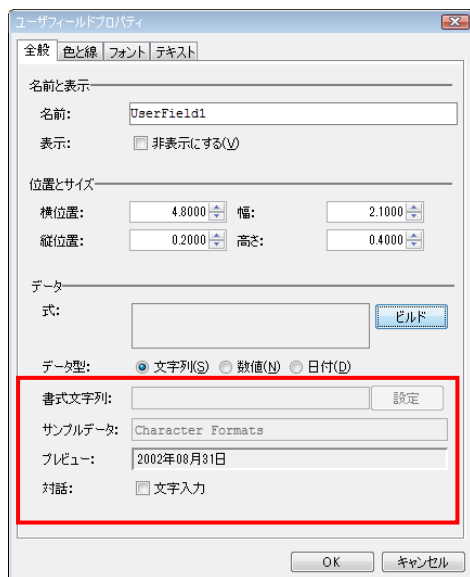 ユーザフィールドプロパティ
全般 色と線 フォント テキスト
名前と表示
名前: UserField1
表示: 非表示にする(V)
位置とサイズ
横位置: 4.8000 幅: 2.1000
縦位置: 0.2000 高さ: 0.4000
データ
式: ビルド
データ型: 文字列(S) 数値(N) 日付(D)
書式文字列: 設定
サンプルデータ: Character Formats
プレビュー: 2002年08月31日
対話: 文字入力
OK キャンセル